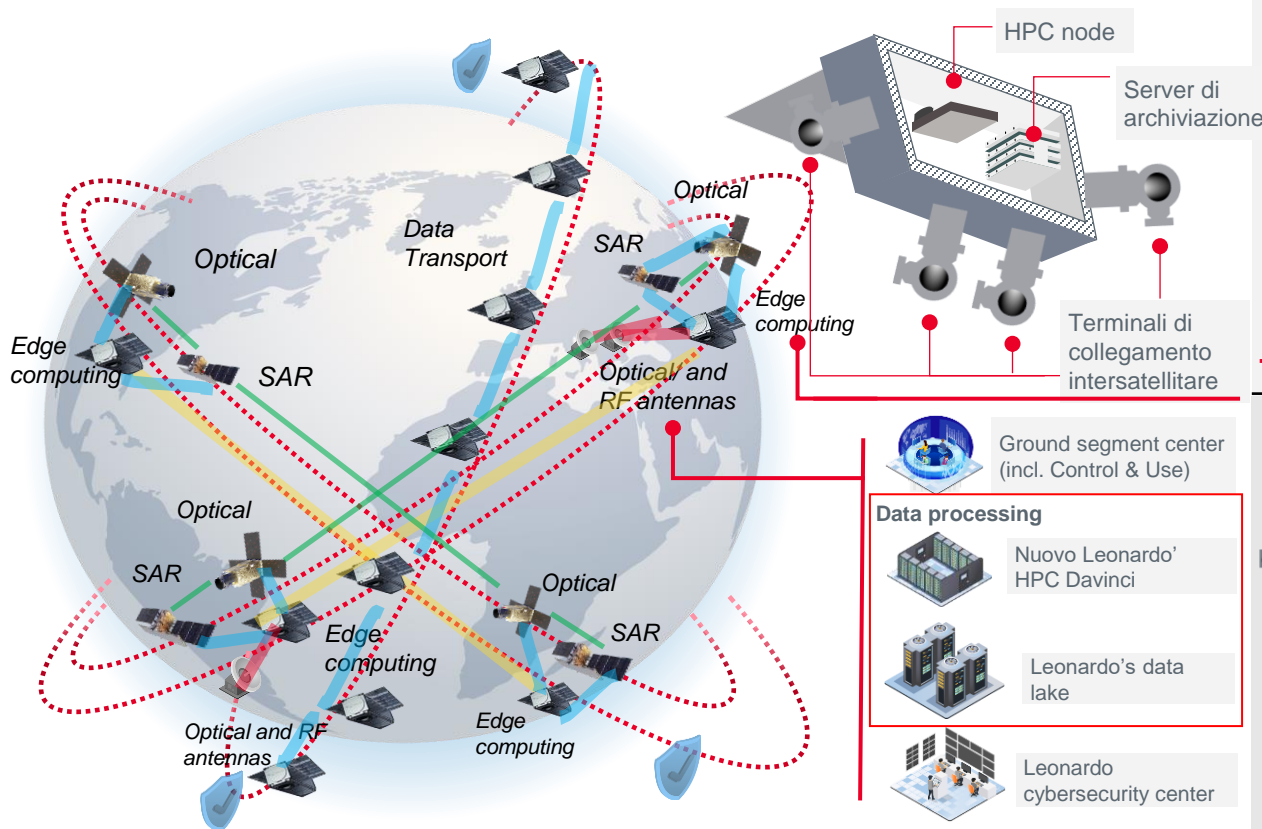 HPC node
Server di
archiviazione
Optical
Data
Transport
SAR
Optical
Edge
computing
Edge
computing
SAR
Optical/ and
RF antennas
Terminali di
collegamento
intersatellitare
Ground segment center
(incl. Control & Use)
Data processing
Nuovo Leonardo'
HPC Davinci
Leonardo's data
lake
Leonardo
cybersecurity center
Optical
SAR
Optical
SAR
Edge
computing
Edge
computing
Optical and RF
antennas